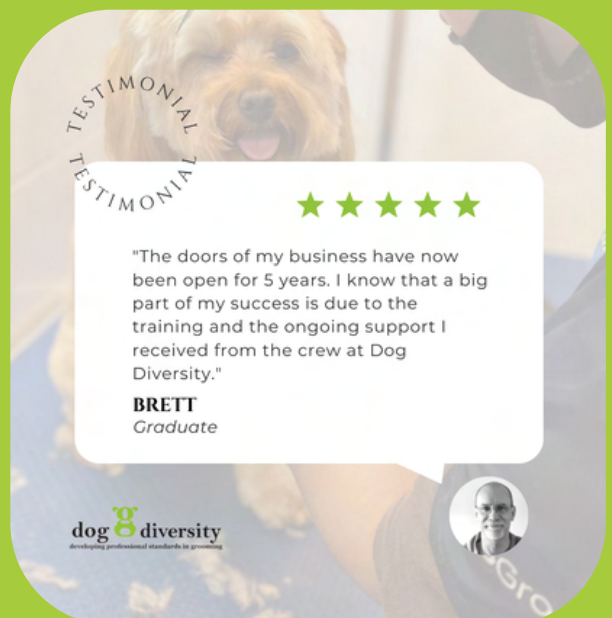 TESTIMONIAL
TESTIMONIAL
"The doors of my business have now
been open for 5 years. I know that a big
part of my success is due to the
training and the ongoing support I
received from the crew at Dog
Diversity."
BRETT
Graduate
dog g diversity
developing professional standards in grooming
Gro